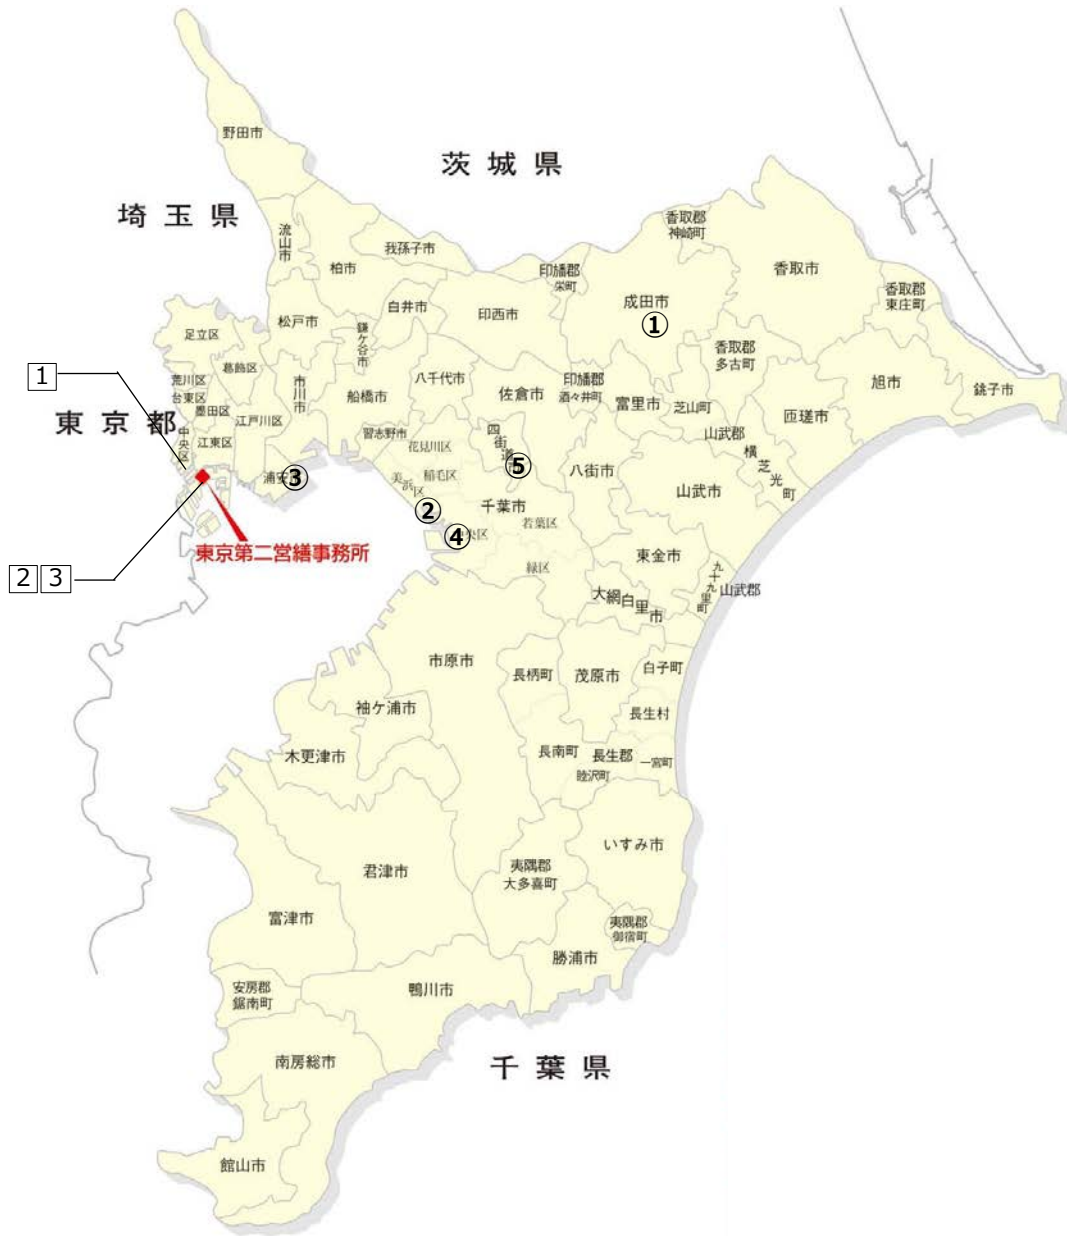 野田市
茨城県
埼玉県
流山市
柏市
我孫子市
印旛郡
栄町
香取郡
神崎町
香取市
香取郡
東庄町
成田市
①
白井市
印西市
松戸市
鎌ケ谷市
足立区
葛飾区
荒川区
台東区
墨田区
江戸川区
市川市
船橋市
八千代市
佐倉市
印旛郡
酒々井町
富里市
芝山町
香取郡
多古町
旭市
銚子市
匝瑳市
山武郡
横芝光町
1
東京都
中央区
江東区
習志野市
花見川区
四街道
⑤
八街市
山武市
浦安
③
美浜区
稲毛区
千葉市
②
若葉区
④
中央区
緑区
東金市
九十九里町
山武郡
大網白里市
東京第二営繕事務所
2 3
市原市
長柄町
茂原市
白子町
長生村
袖ケ浦市
木更津市
長南町
長生郡
睦沢町
一宮町
いすみ市
君津市
夷隅郡
大多喜町
富津市
夷隅郡
御宿町
勝浦市
安房郡
鋸南町
鴨川市
南房総市
千葉県
館山市